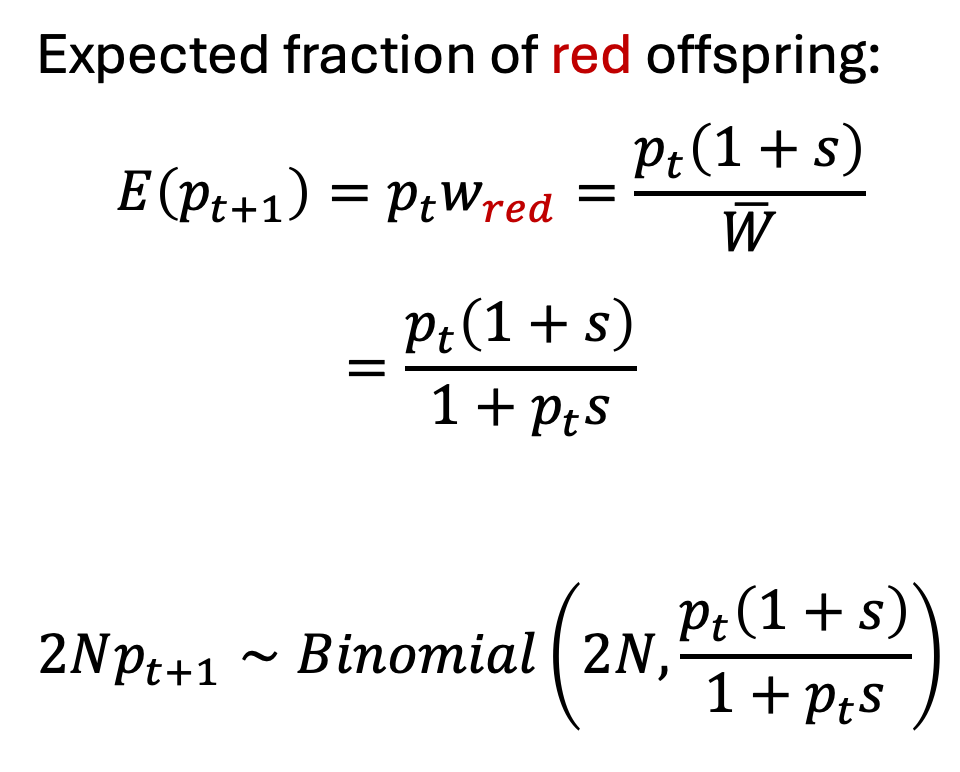 Expected fraction of red offspring:
$E(p_{t+1}) = p_t w_{red} = \frac{p_t(1+s)}{\overline{W}}$
$= \frac{p_t(1+s)}{1+p_t s}$
$2Np_{t+1} \sim Binomial\left(2N, \frac{p_t(1+s)}{1+p_t s}\right)$